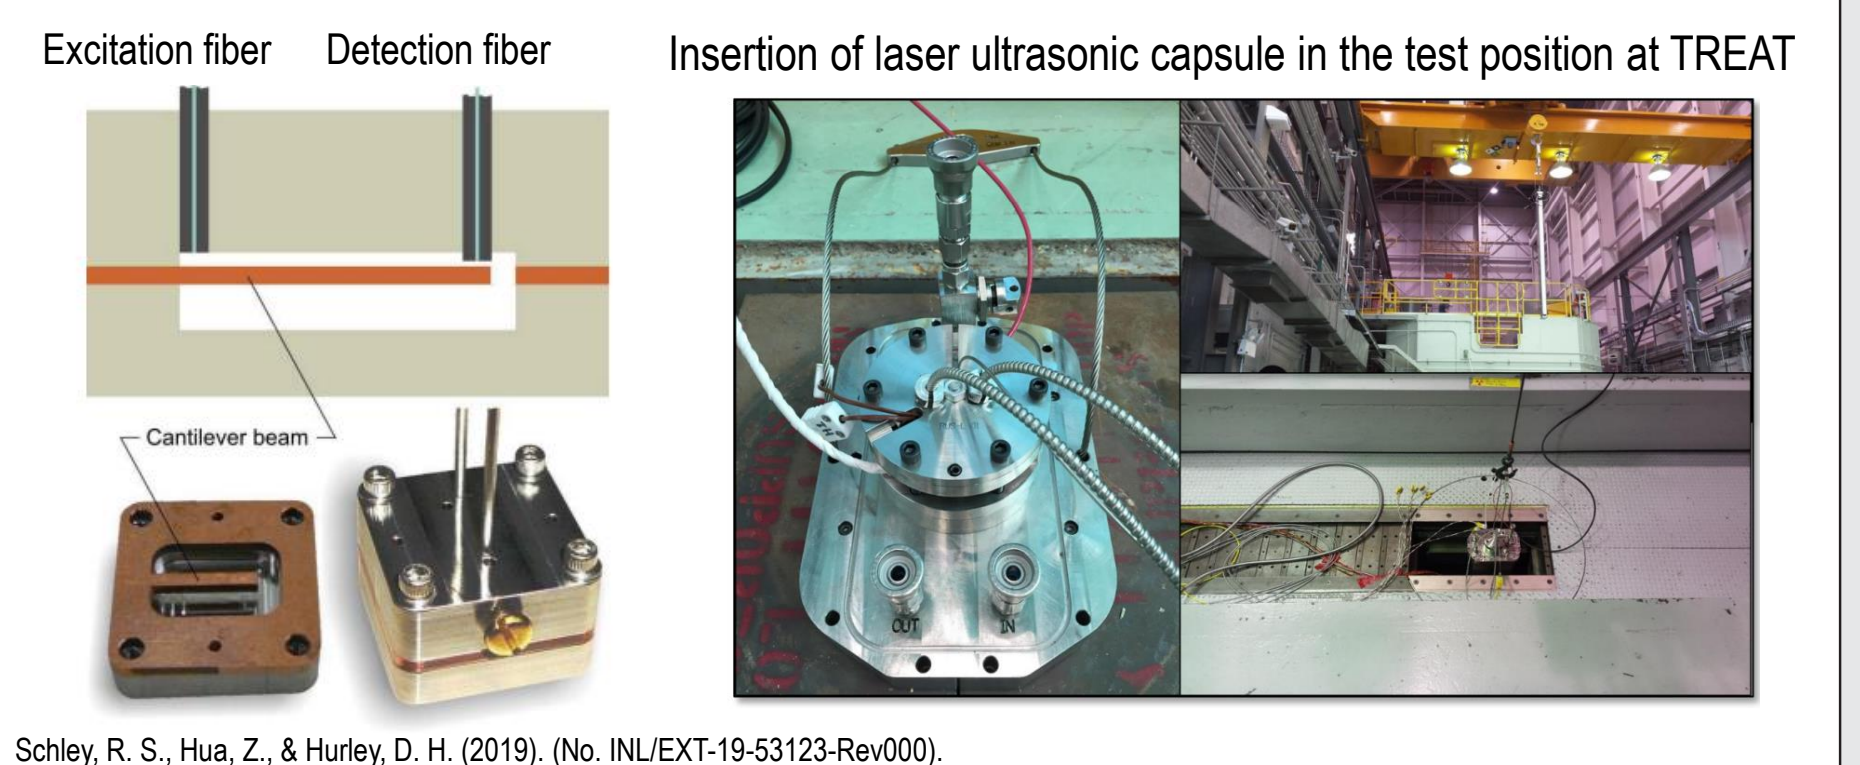 Excitation fiber
Detection fiber
Insertion of laser ultrasonic capsule in the test position at TREAT
Cantilever beam
OUT
IN
Schley, R. S., Hua, Z., & Hurley, D. H. (2019). (No. INL/EXT-19-53123-Rev000).